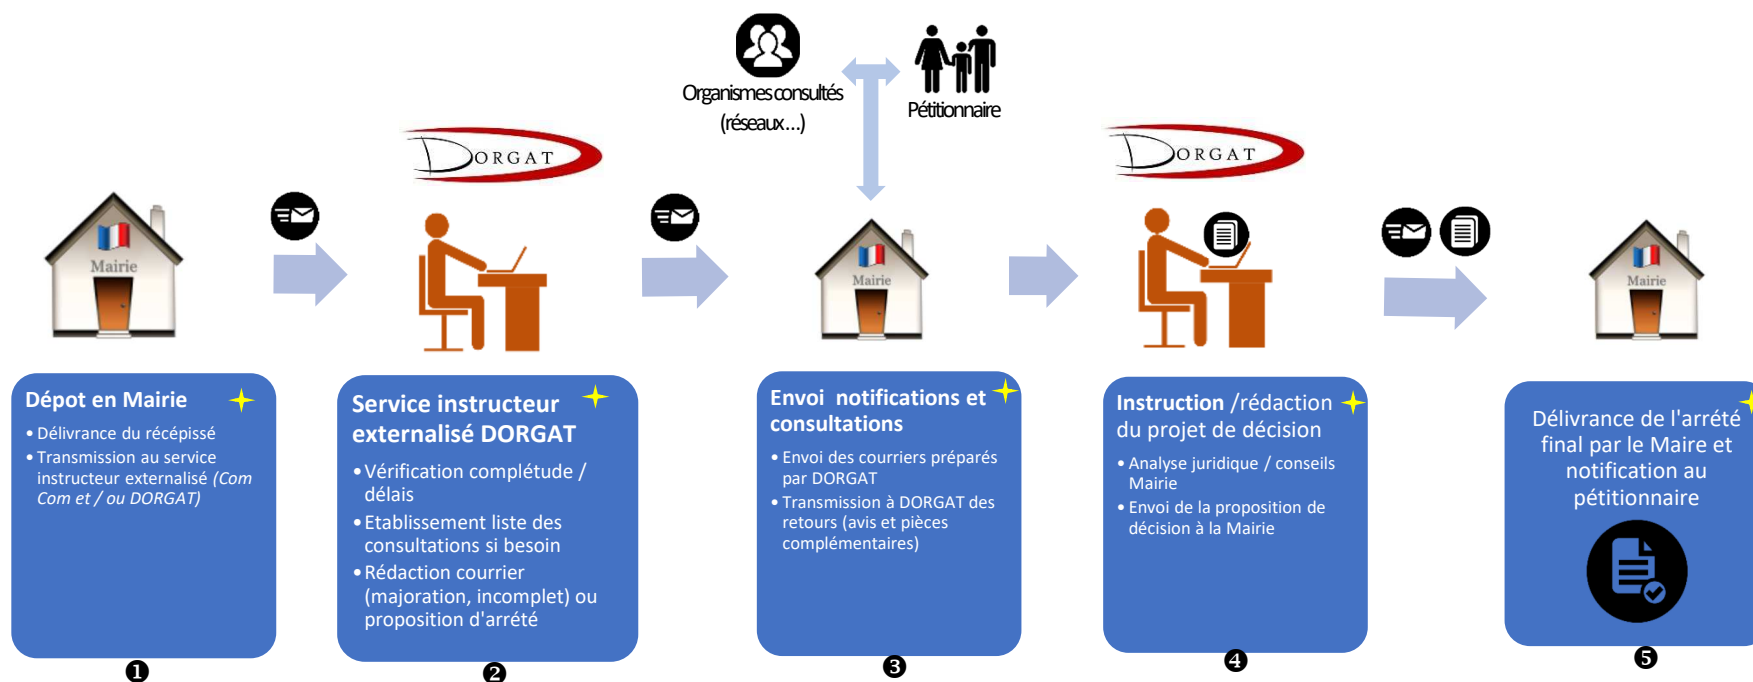 Organismes consultés
(réseaux…)
Pétitionnaire
DORGAT
DORGAT
Mairie
Mairie
Mairie
Dépot en Mairie
• Délivrance du récépissé
• Transmission au service
instructeur externalisé (Com
Com et / ou DORGAT)
❶
Service instructeur
externalisé DORGAT
• Vérification complétude /
délais
• Etablissement liste des
consultations si besoin
• Rédaction courrier
(majoration, incomplet) ou
proposition d'arrété
❷
Envoi notifications et
consultations
• Envoi des courriers préparés
par DORGAT
• Transmission à DORGAT des
retours (avis et pièces
complémentaires)
❸
Instruction /rédaction
du projet de décision
• Analyse juridique / conseils
Mairie
• Envoi de la proposition de
décision à la Mairie
❹
Délivrance de l'arrété
final par le Maire et
notification au
pétitionnaire
❺